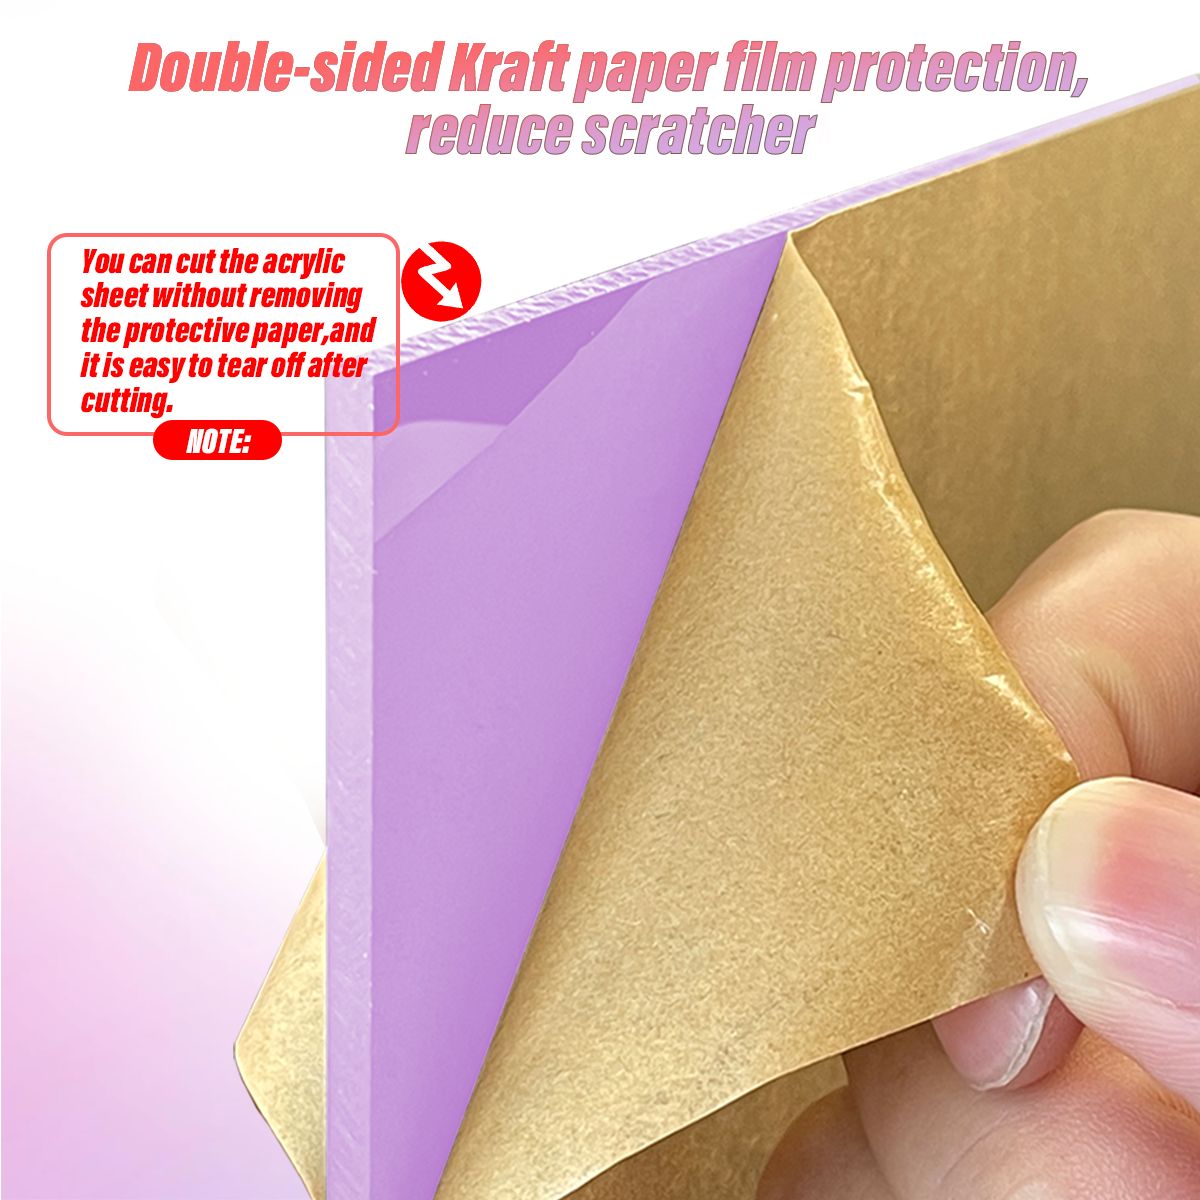 Double-sided Kraft paper film protection,
reduce scratcher
You can cut the acrylic
sheet without removing
the protective paper,and
it is easy to tear off after
cutting.
NOTE: